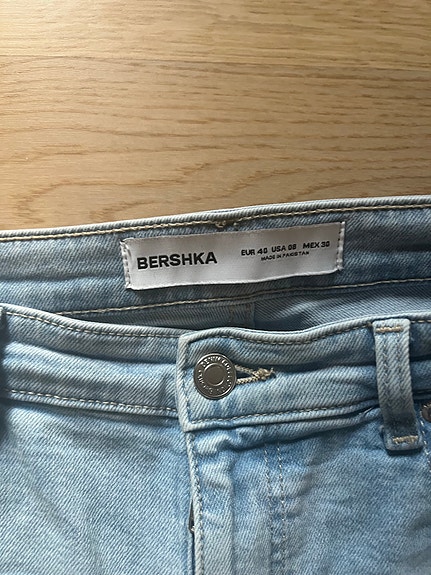 BERSHKA
EUR 40 USA 08 MEX 30
MADE IN PAKISTAN